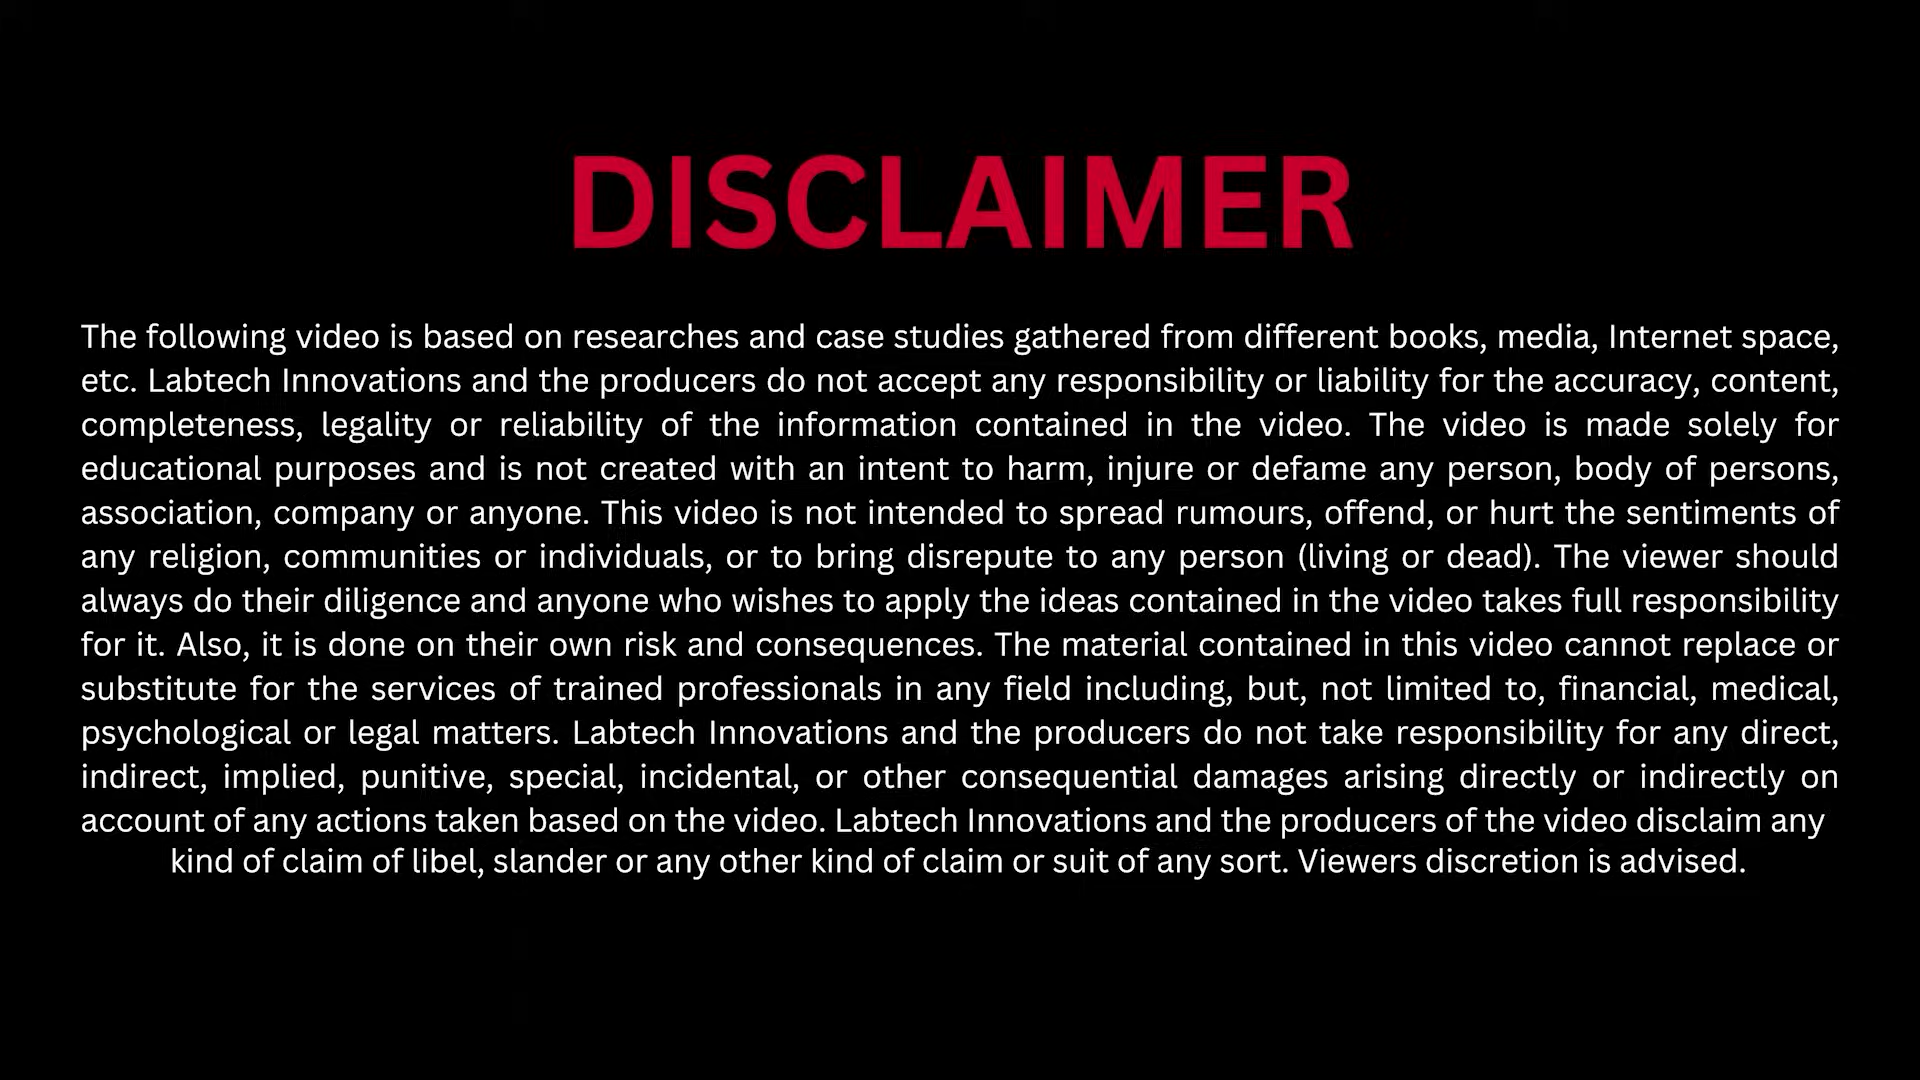 DISCLAIMER
The following video is based on researches and case studies gathered from different books, media, Internet space,
etc. Labtech Innovations and the producers do not accept any responsibility or liability for the accuracy, content,
completeness, legality or reliability of the information contained in the video. The video is made solely for
educational purposes and is not created with an intent to harm, injure or defame any person, body of persons,
association, company or anyone. This video is not intended to spread rumours, offend, or hurt the sentiments of
any religion, communities or individuals, or to bring disrepute to any person (living or dead). The viewer should
always do their diligence and anyone who wishes to apply the ideas contained in the video takes full responsibility
for it. Also, it is done on their own risk and consequences. The material contained in this video cannot replace or
substitute for the services of trained professionals in any field including, but, not limited to, financial, medical,
psychological or legal matters. Labtech Innovations and the producers do not take responsibility for any direct,
indirect, implied, punitive, special, incidental, or other consequential damages arising directly or indirectly on
account of any actions taken based on the video. Labtech Innovations and the producers of the video disclaim any
kind of claim of libel, slander or any other kind of claim or suit of any sort. Viewers discretion is advised.